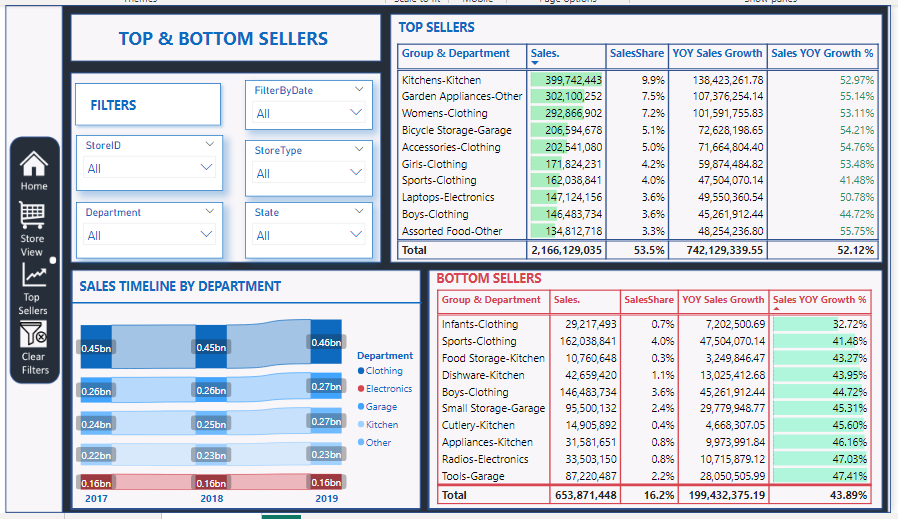 TOP & BOTTOM SELLERS
FILTERS
FilterByDate
All
StoreID
All
StoreType
All
Department
All
State
All
Home
Store
View
Top
Sellers
Clear
Filters
TOP SELLERS
Group & Department Sales. SalesShare YOY Sales Growth Sales YOY Growth %
Kitchens-Kitchen 399,742,443 9.9% 138,423,261.78 52.97%
Garden Appliances-Other 302,100,252 7.5% 107,376,254.14 55.14%
Womens-Clothing 292,866,902 7.2% 101,591,755.83 53.11%
Bicycle Storage-Garage 206,594,678 5.1% 72,628,198.65 54.21%
Accessories-Clothing 202,541,080 5.0% 71,664,804.40 54.76%
Girls-Clothing 171,824,231 4.2% 59,874,484.82 53.48%
Sports-Clothing 162,038,841 4.0% 47,504,070.14 41.48%
Laptops-Electronics 147,124,156 3.6% 49,550,360.54 50.78%
Boys-Clothing 146,483,734 3.6% 45,261,912.44 44.72%
Assorted Food-Other 134,812,718 3.3% 48,254,236.80 55.75%
Total 2,166,129,035 53.5% 742,129,339.55 52.12%
SALES TIMELINE BY DEPARTMENT
0.45bn 0.45bn 0.46bn
0.26bn 0.26bn 0.27bn
0.24bn 0.25bn 0.27bn
0.22bn 0.23bn 0.23bn
0.16bn 0.16bn 0.16bn
2017 2018 2019
Department
Clothing
Electronics
Garage
Kitchen
Other
BOTTOM SELLERS
Group & Department Sales. SalesShare YOY Sales Growth Sales YOY Growth %
Infants-Clothing 29,217,493 0.7% 7,202,500.69 32.72%
Sports-Clothing 162,038,841 4.0% 47,504,070.14 41.48%
Food Storage-Kitchen 10,760,648 0.3% 3,249,846.47 43.27%
Dishware-Kitchen 42,659,420 1.1% 13,025,412.68 43.95%
Boys-Clothing 146,483,734 3.6% 45,261,912.44 44.72%
Small Storage-Garage 95,500,132 2.4% 29,779,948.77 45.31%
Cutlery-Kitchen 14,905,892 0.4% 4,668,307.05 45.60%
Appliances-Kitchen 31,581,651 0.8% 9,973,991.84 46.16%
Radios-Electronics 33,503,150 0.8% 10,715,879.12 47.03%
Tools-Garage 87,220,487 2.2% 28,050,505.99 47.41%
Total 653,871,448 16.2% 199,432,375.19 43.89%